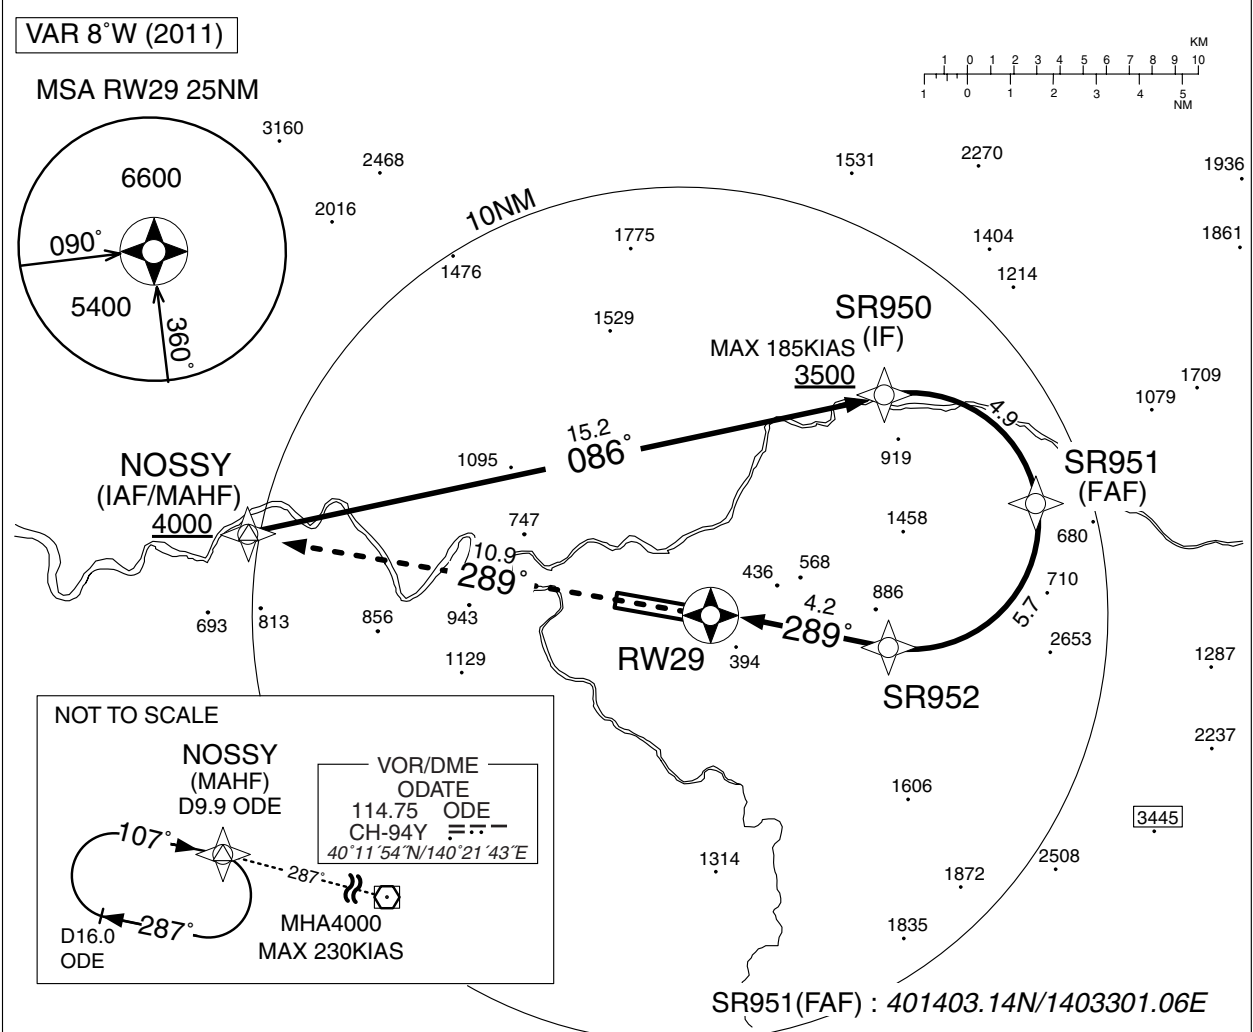 VAR 8°W (2011)
MSA RW29 25NM
6600
090°
5400
360°
KM
1 0 1 2 3 4 5 6 7 8 9 10
1 0 1 2 3 4 5
NM
3160
2468
2016
10NM
1476
1775
1529
1531
2270
1936
1404
1861
1214
SR950
(IF)
MAX 185KIAS
3500
4.9
1709
1079
15.2
086°
NOSSY
(IAF/MAHF)
4000
1095
919
SR951
(FAF)
747
1458
680
10.9
289°
436
568
710
4.2
289°
886
5.7
693
813
856
943
1129
RW29
394
2653
1287
SR952
2237
1606
3445
1314
2508
1872
1835
NOT TO SCALE
NOSSY
(MAHF)
D9.9 ODE
VOR/DME
ODATE
114.75 ODE
CH-94Y
40°11´54˝N/140°21´43˝E
107°
287°
287°
D16.0
ODE
MHA4000
MAX 230KIAS
SR951(FAF) : 401403.14N/1403301.06E